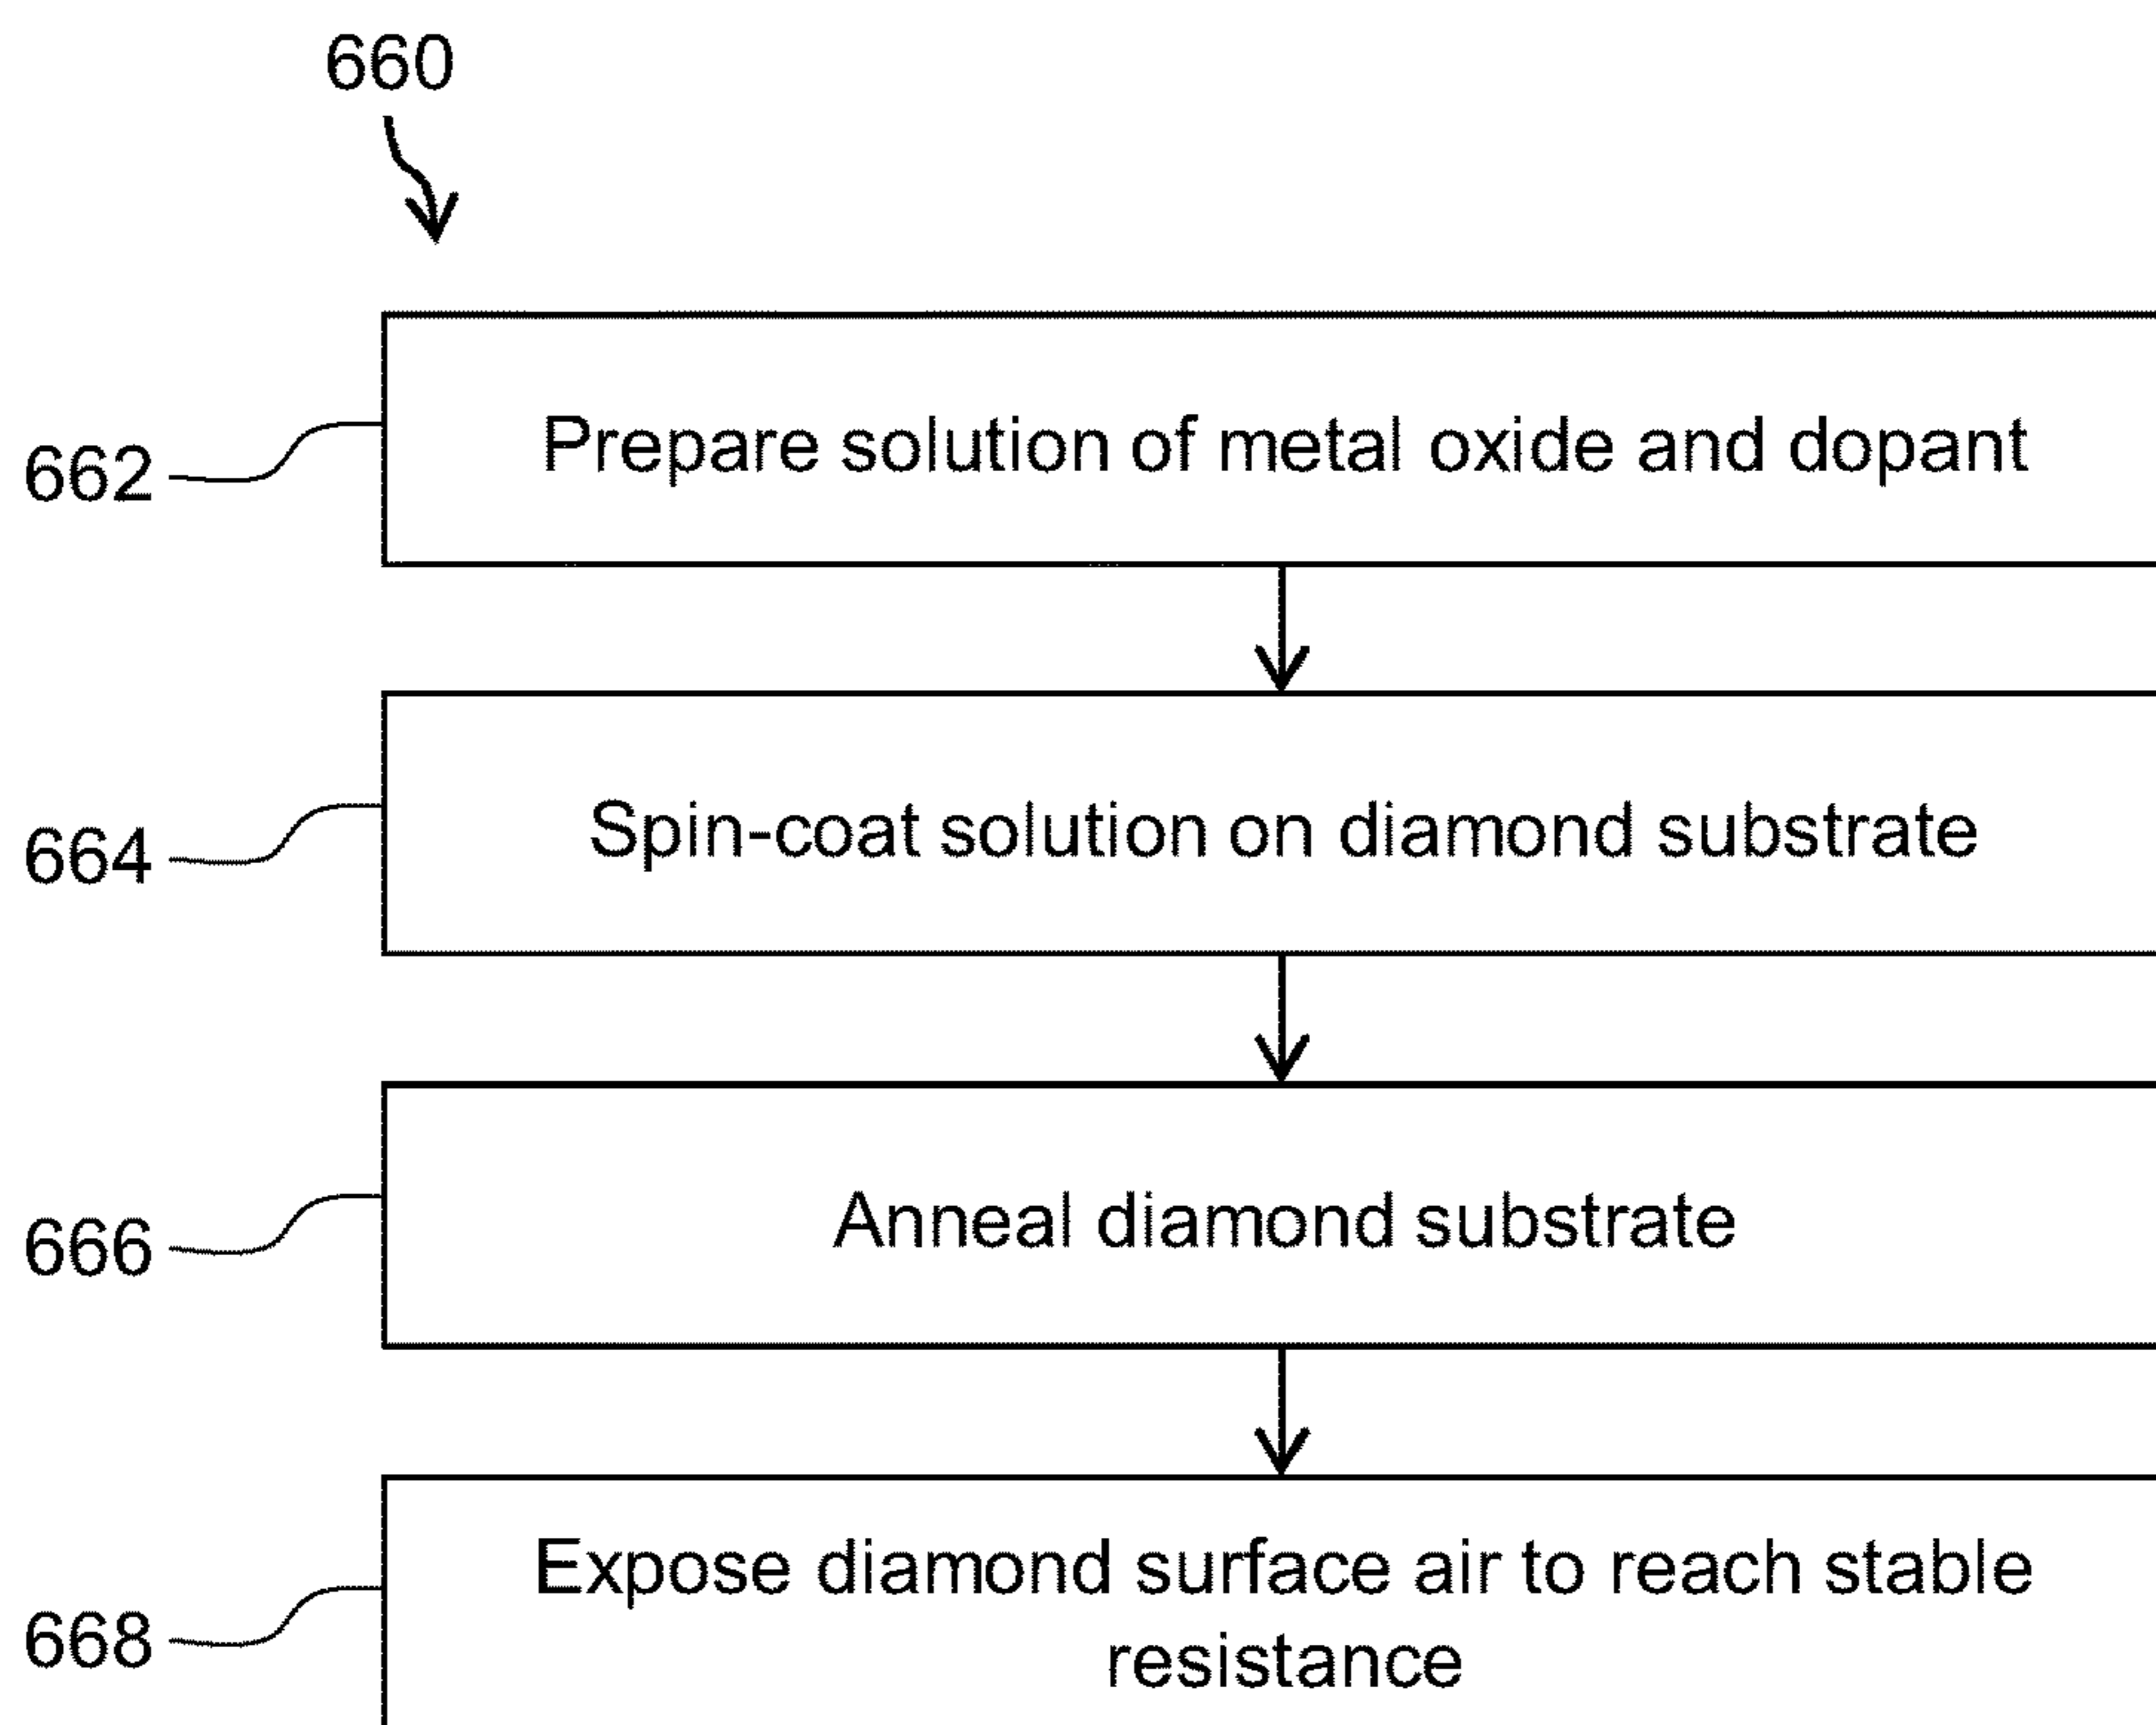 660
662
Prepare solution of metal oxide and dopant
664
Spin-coat solution on diamond substrate
666
Anneal diamond substrate
668
Expose diamond surface air to reach stable
resistance